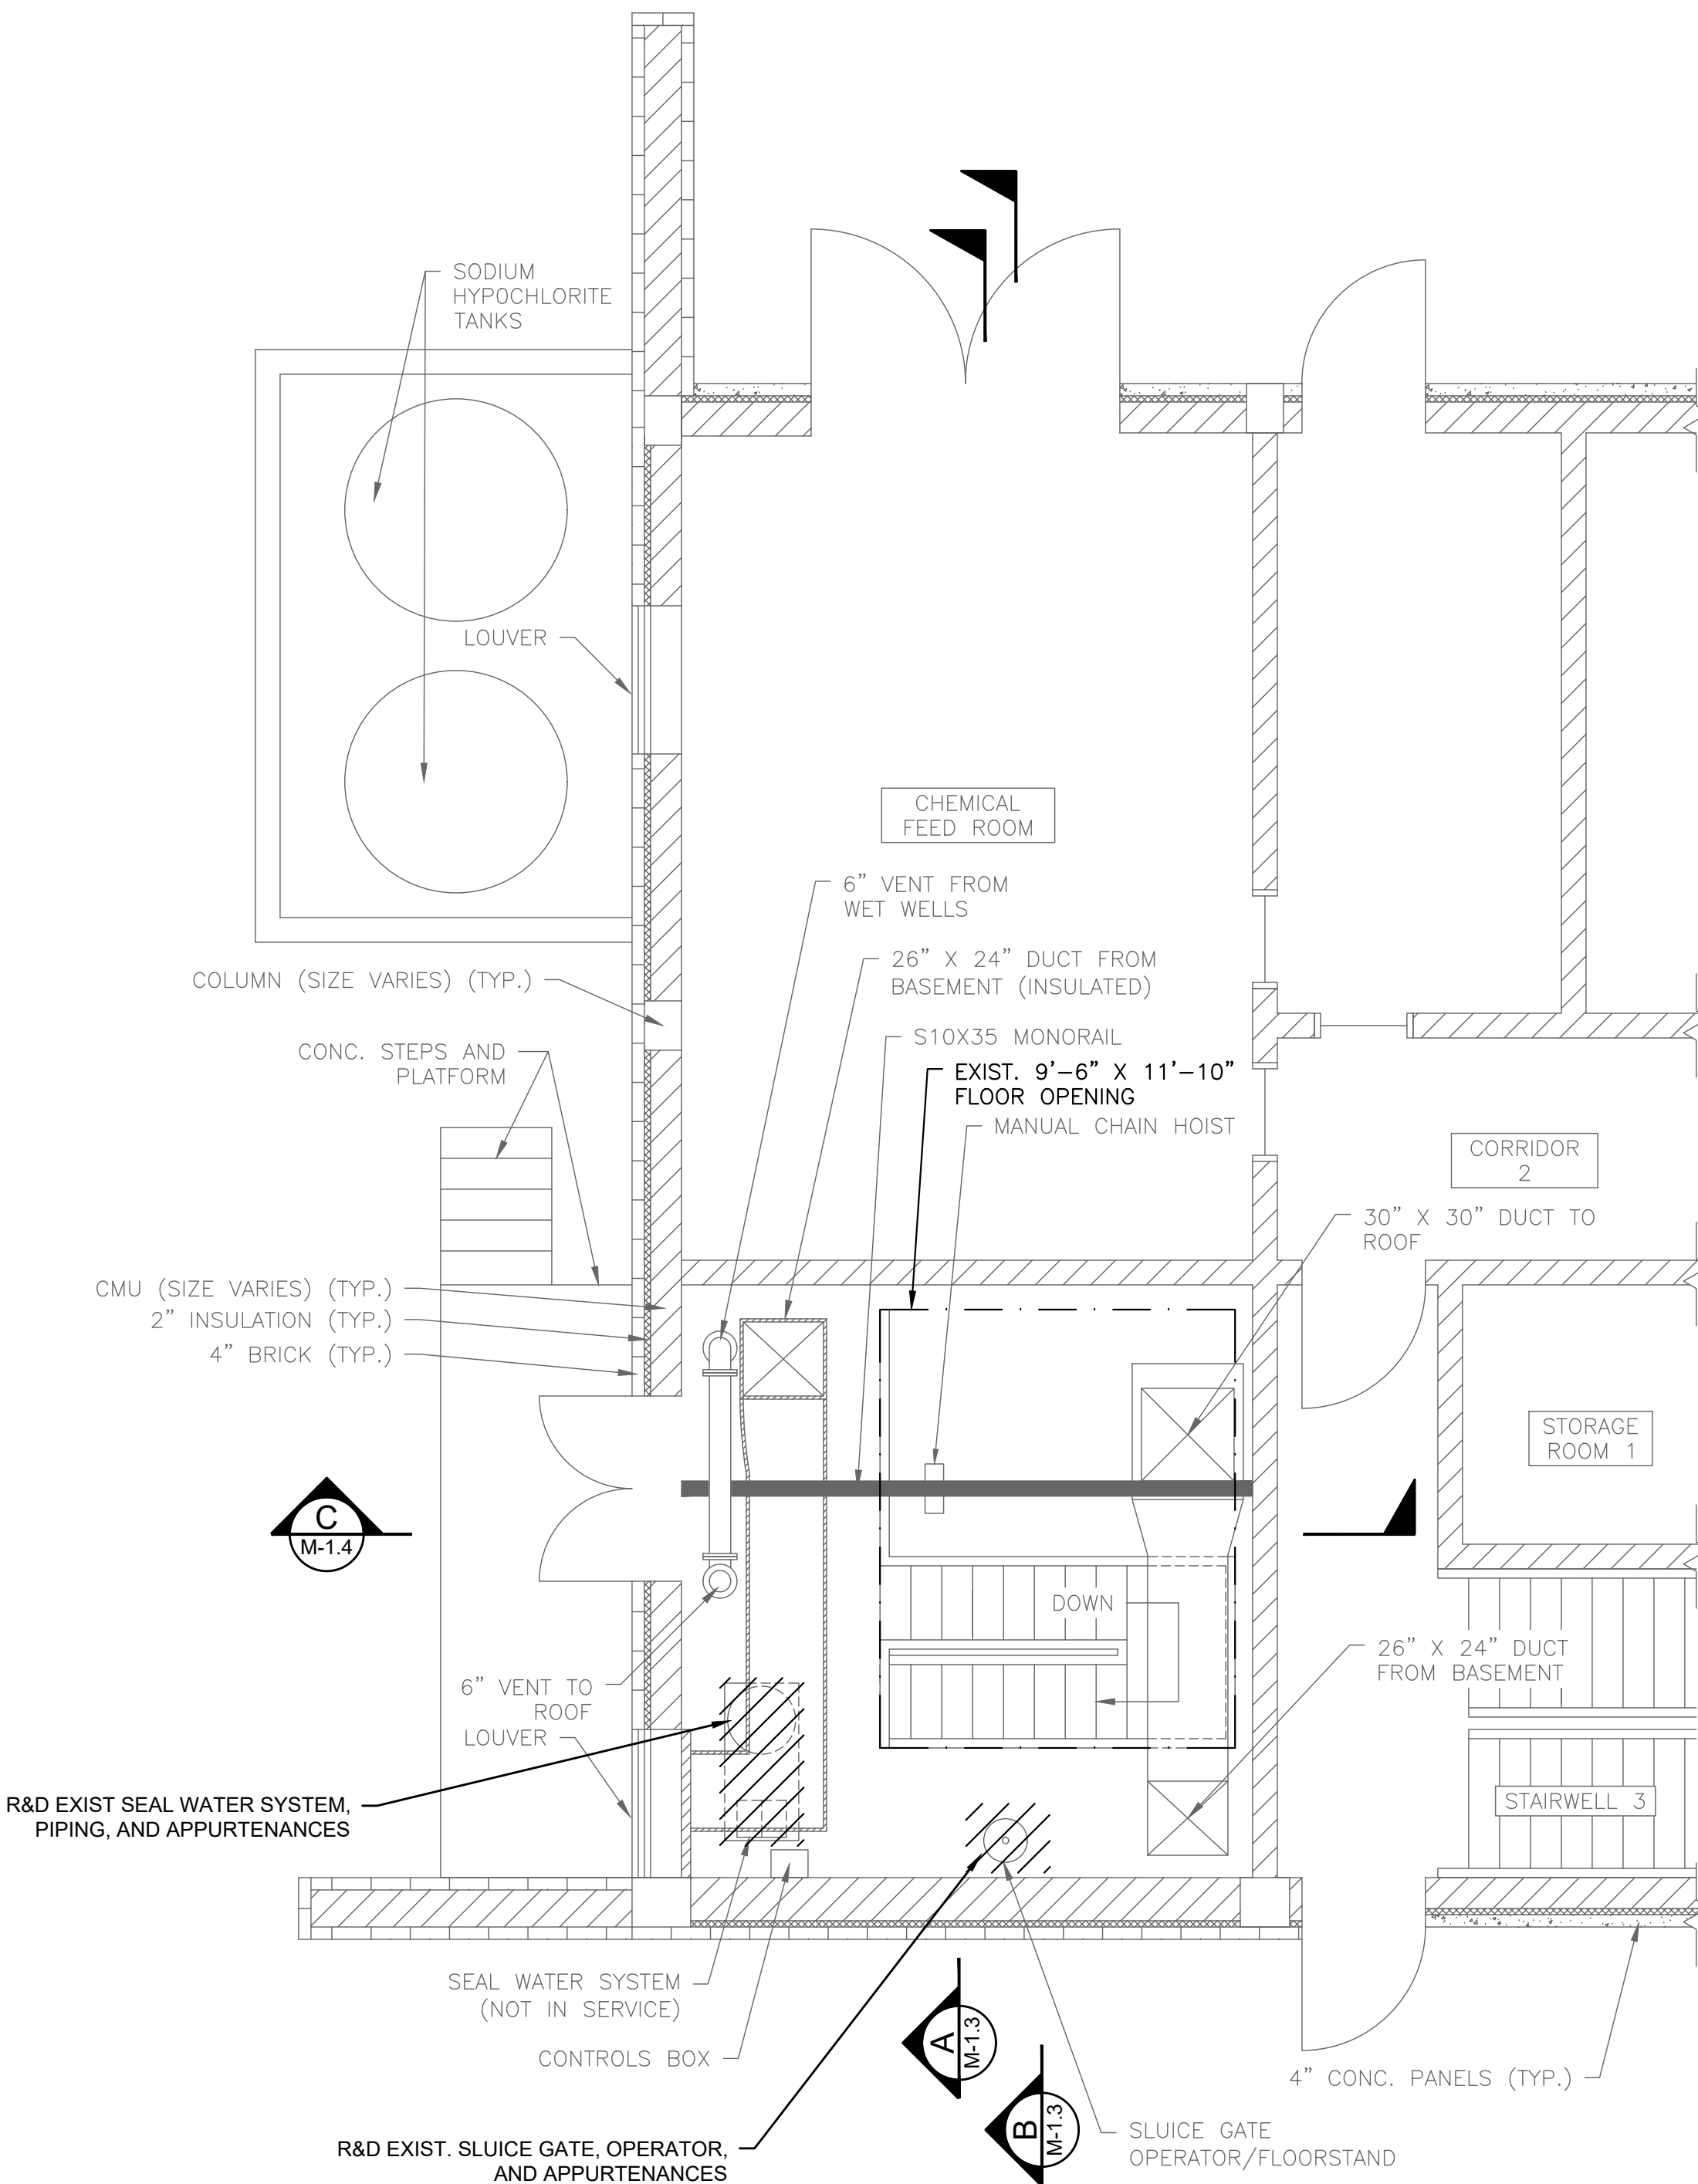 SODIUM
HYPOCHLORITE
TANKS
LOUVER
CHEMICAL
FEED ROOM
6” VENT FROM
WET WELLS
26” X 24” DUCT FROM
BASEMENT (INSULATED)
COLUMN (SIZE VARIES) (TYP.)
S10X35 MONORAIL
CONC. STEPS AND
PLATFORM
EXIST. 9’–6” X 11’–10”
FLOOR OPENING
MANUAL CHAIN HOIST
CORRIDOR
2
30” X 30” DUCT TO
ROOF
CMU (SIZE VARIES) (TYP.)
2” INSULATION (TYP.)
4” BRICK (TYP.)
STORAGE
ROOM 1
C
M-1.4
DOWN
26” X 24” DUCT
FROM BASEMENT
6” VENT TO
ROOF
LOUVER
R&D EXIST SEAL WATER SYSTEM,
PIPING, AND APPURTENANCES
STAIRWELL 3
SEAL WATER SYSTEM
(NOT IN SERVICE)
CONTROLS BOX
A
M-1.3
B
M-1.3
4” CONC. PANELS (TYP.)
SLUICE GATE
OPERATOR/FLOORSTAND
R&D EXIST. SLUICE GATE, OPERATOR,
AND APPURTENANCES